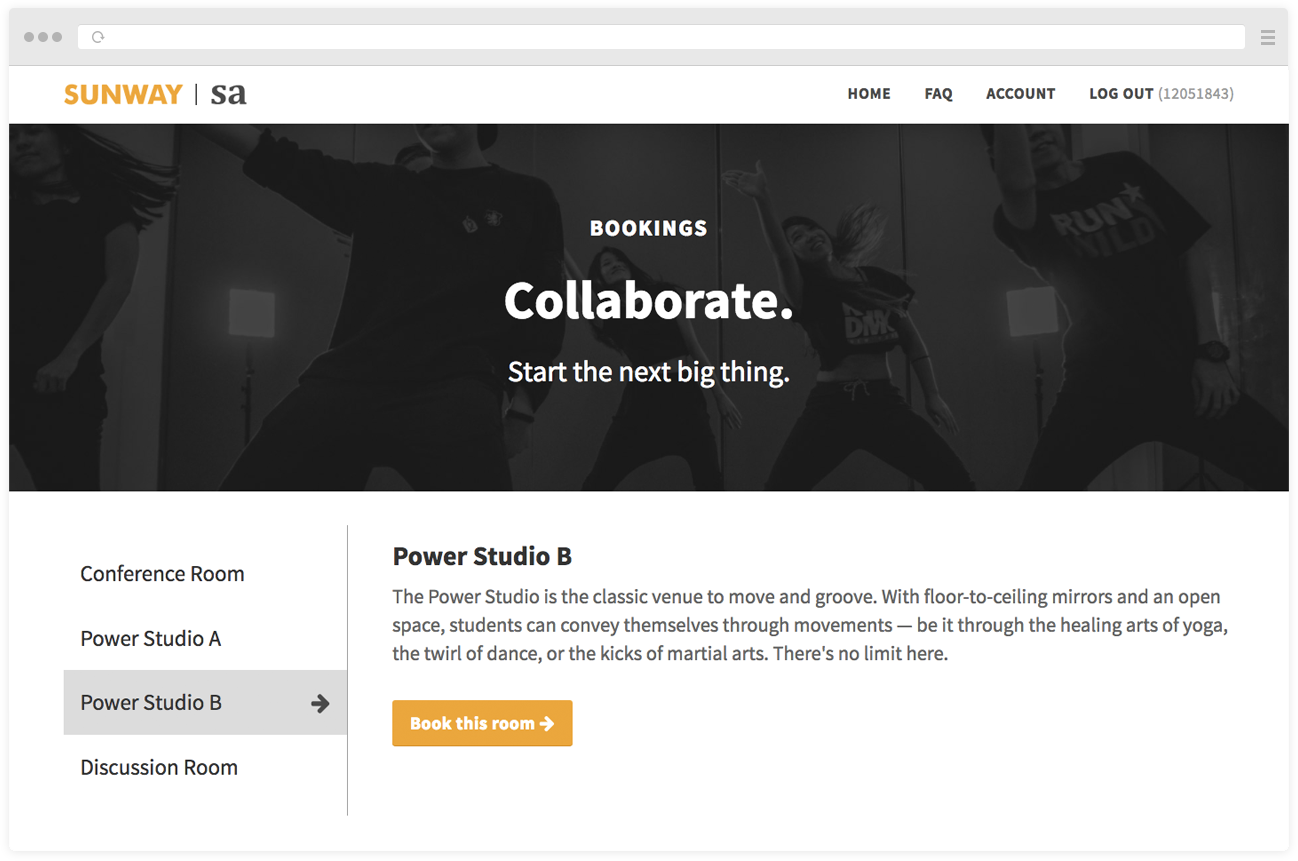 SUNWAY | sa
HOME FAQ ACCOUNT LOG OUT (12051843)
BOOKINGS
RUN
WILD
Collaborate.
DMK
Start the next big thing.
Conference Room
Power Studio A
Power Studio B
Discussion Room
Power Studio B
The Power Studio is the classic venue to move and groove. With floor-to-ceiling mirrors and an open
space, students can convey themselves through movements — be it through the healing arts of yoga,
the twirl of dance, or the kicks of martial arts. There's no limit here.
Book this room